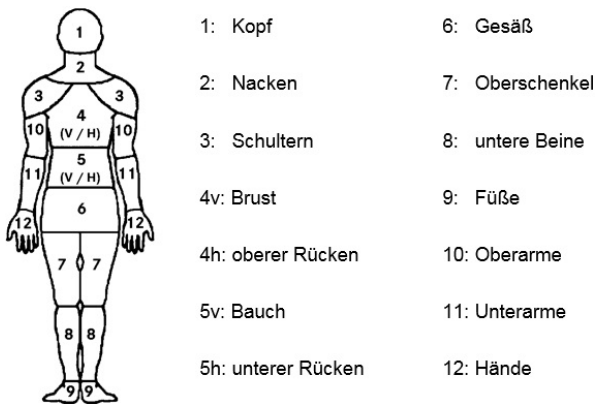 1
2
3 3
4
(V / H)
10 10
5
(V / H)
11 11
6
12 12
7 7
8 8
9 9
1: Kopf
2: Nacken
3: Schultern
4v: Brust
4h: oberer Rücken
5v: Bauch
5h: unterer Rücken
6: Gesäß
7: Oberschenkel
8: untere Beine
9: Füße
10: Oberarme
11: Unterarme
12: Hände